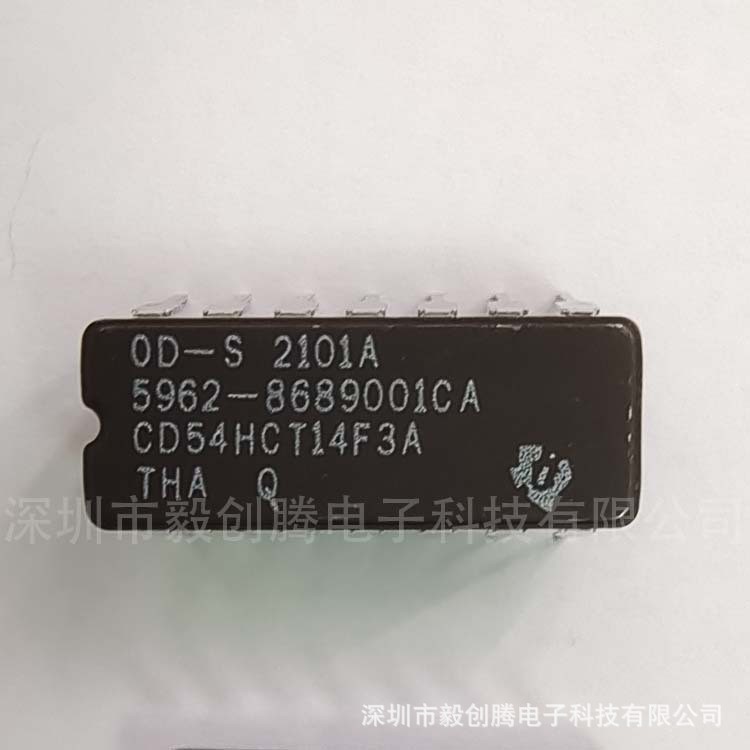 OD-S 2101A
5962-8689001CA
CD54HCT14F3A
THA Q
深圳市毅创腾电子科技有限公司
深圳市毅创腾电子科技有限公司